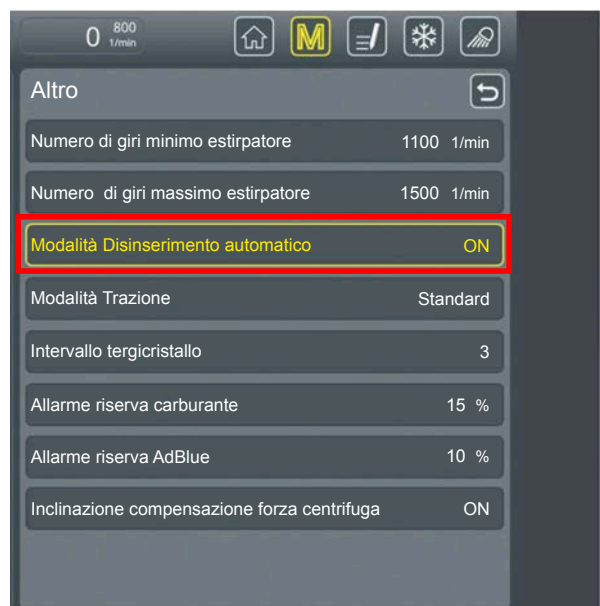 0 800 1/min
M
Altro
Numero di giri minimo estirpatore 1100 1/min
Numero di giri massimo estirpatore 1500 1/min
Modalità Disinserimento automatico ON
Modalità Trazione Standard
Intervallo tergicristallo 3
Allarme riserva carburante 15 %
Allarme riserva AdBlue 10 %
Inclinazione compensazione forza centrifuga ON